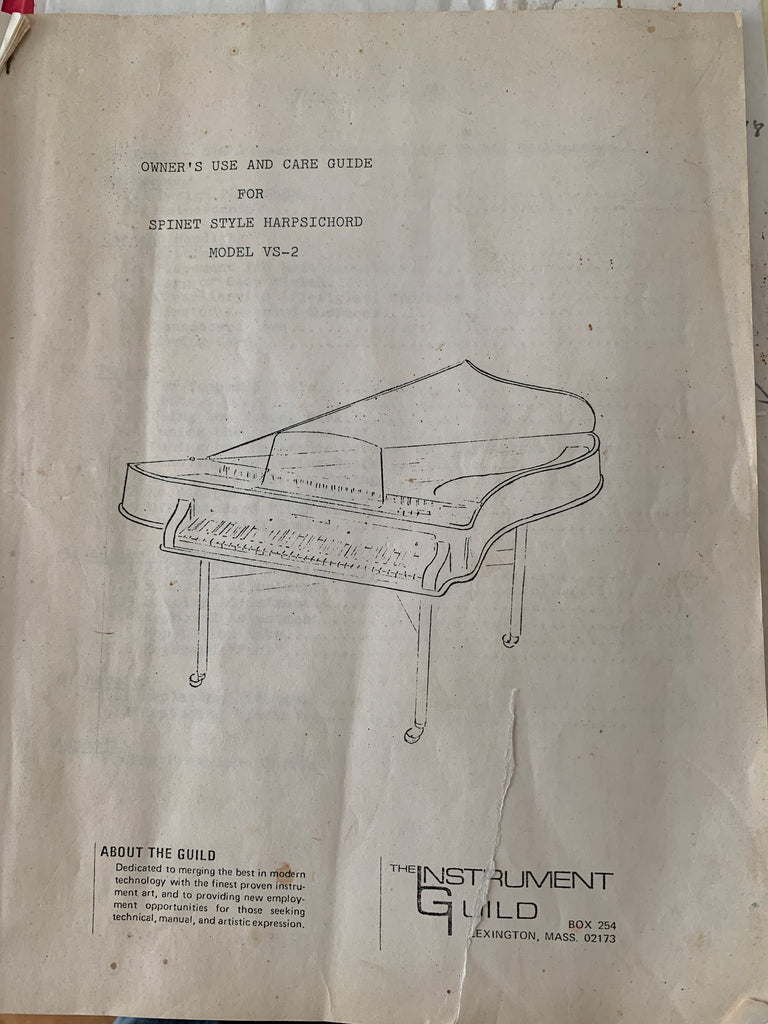 OWNER'S USE AND CARE GUIDE
FOR
SPINET STYLE HARPSICHORD
MODEL VS-2
ABOUT THE GUILD
Dedicated to merging the best in modern
technology with the finest proven instru-
ment art, and to providing new employ-
ment opportunities for those seeking
technical, manual, and artistic expression.
THE INSTRUMENT
GUILD
BOX 254
LEXINGTON, MASS. 02173